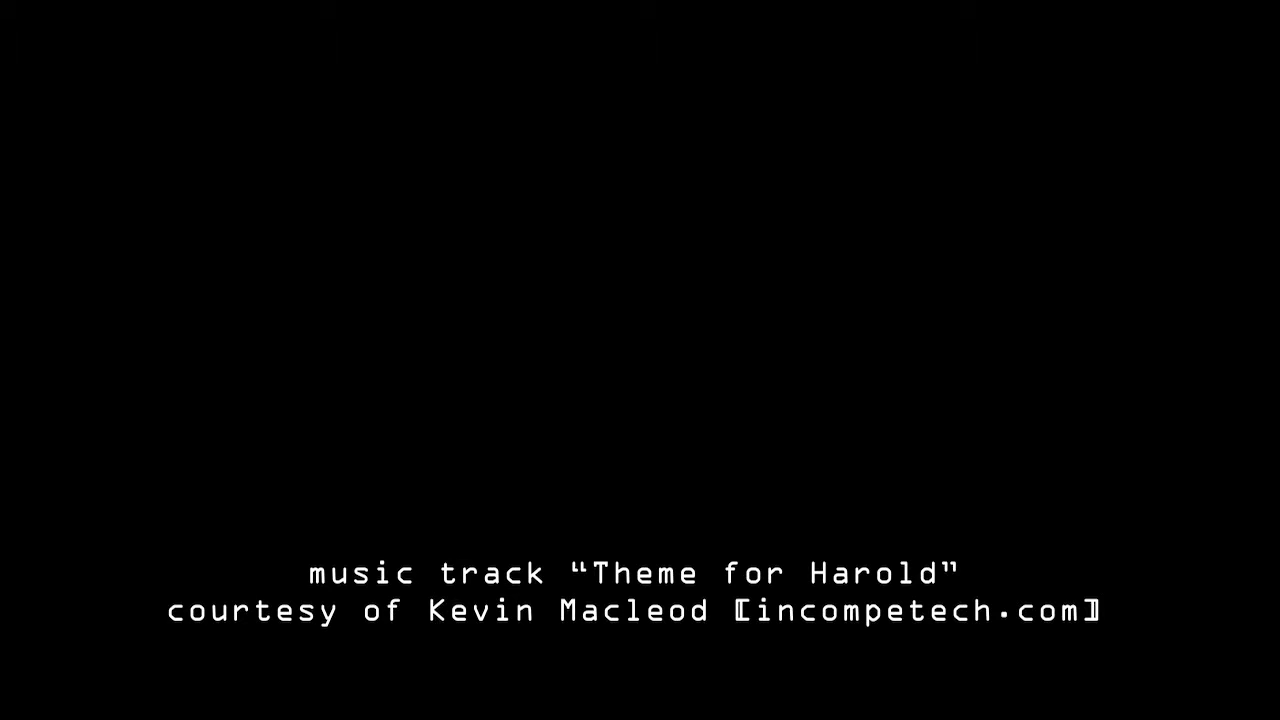 music track “Theme for Harold”
courtesy of Kevin Macleod [incompetech.com]